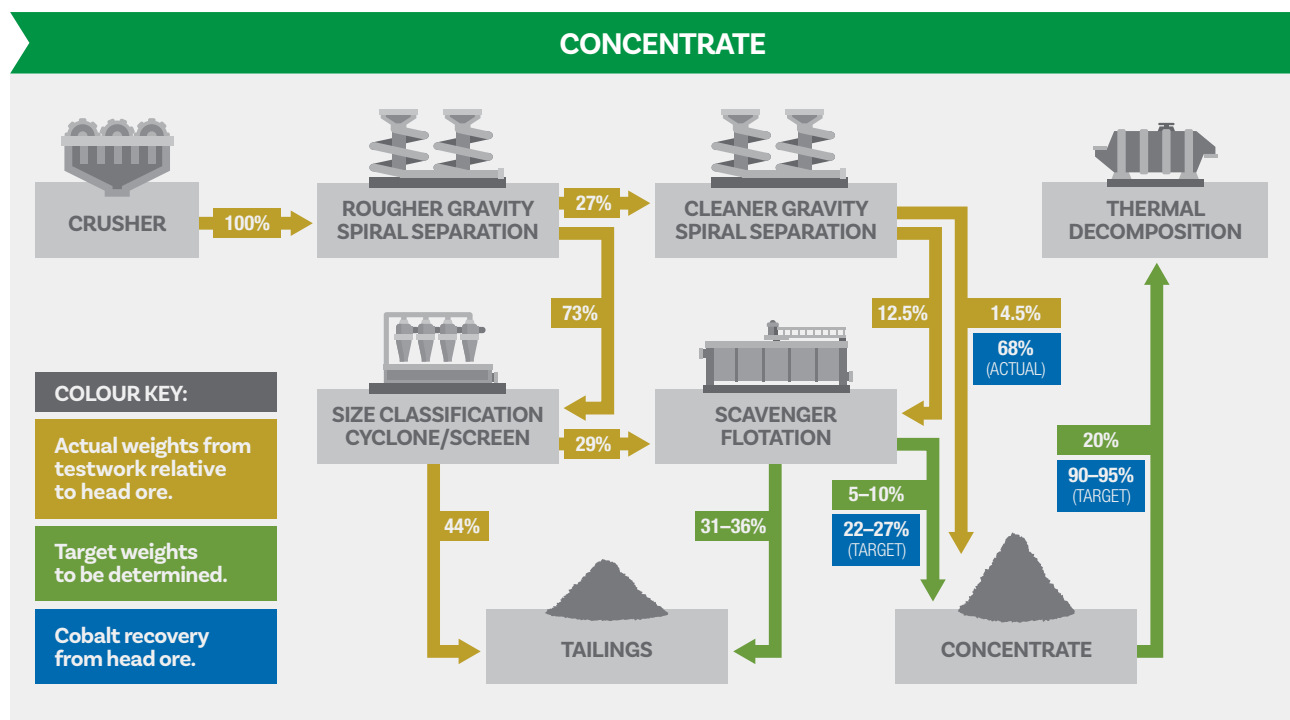 CONCENTRATE
CRUSHER
100%
ROUGHER GRAVITY
SPIRAL SEPARATION
27%
CLEANER GRAVITY
SPIRAL SEPARATION
THERMAL
DECOMPOSITION
73%
12.5%
14.5%
68%
(ACTUAL)
COLOUR KEY:
Actual weights from
testwork relative
to head ore.
Target weights
to be determined.
Cobalt recovery
from head ore.
SIZE CLASSIFICATION
CYCLONE/SCREEN
29%
SCAVENGER
FLOTATION
20%
90–95%
(TARGET)
44%
31–36%
5–10%
22–27%
(TARGET)
TAILINGS
CONCENTRATE